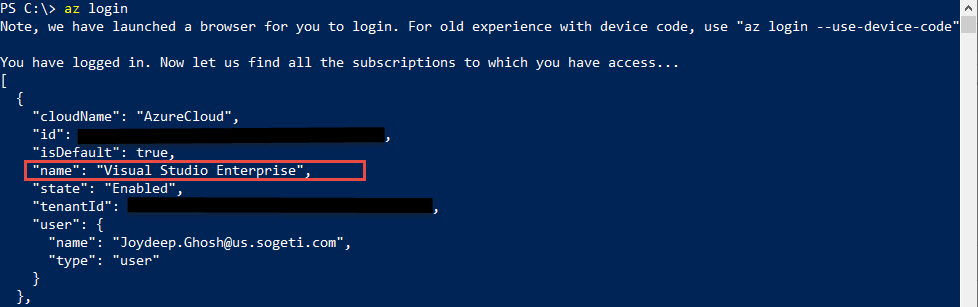 PS C:\> az login
Note, we have launched a browser for you to login. For old experience with device code, use "az login --use-device-code"
You have logged in. Now let us find all the subscriptions to which you have access...
[
  {
    "cloudName": "AzureCloud",
    "id": ,
    "isDefault": true,
    "name": "Visual Studio Enterprise",
    "state": "Enabled",
    "tenantId": ,
    "user": {
      "name": "Joydeep.Ghosh@us.sogeti.com",
      "type": "user"
    }
  },